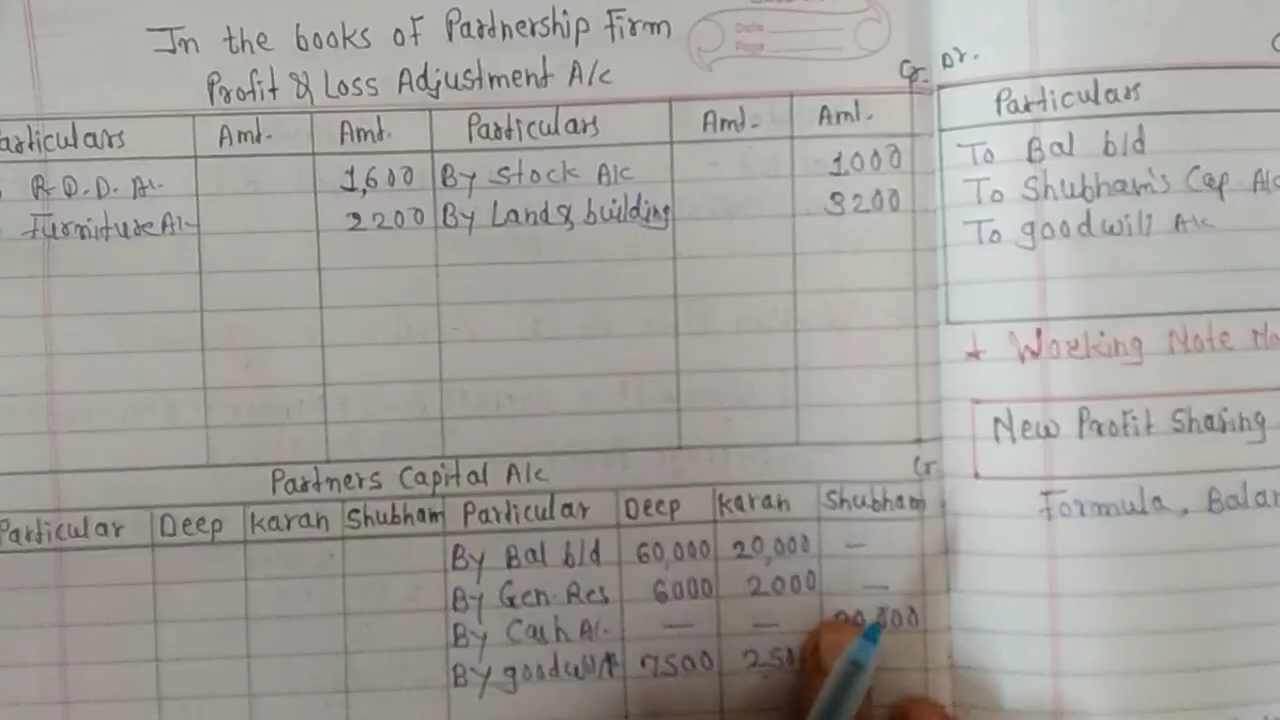 In the books of Partnership Firm
Profit & Loss Adjustment A/c
Cr.
articulars Amt. Amt. Particulars Amt. Amt.
R.D.D. A/c. 1,600 By Stock A/c 1000
Furniture A/c 2200 By Land & building 3200
Partners Capital A/c
Cr
Particular Deep Karan Shubham Particular Deep Karan Shubham
By Bal b/d 60,000 20,000 —
By Gen. Res 6000 2000 —
By Cash A/c. — —
By goodwill 7500
Dr.
Particulars
To Bal b/d
To Shubham's Cap A/c
To goodwill A/c
Working Note
New Profit Sharing
Formula, Balan